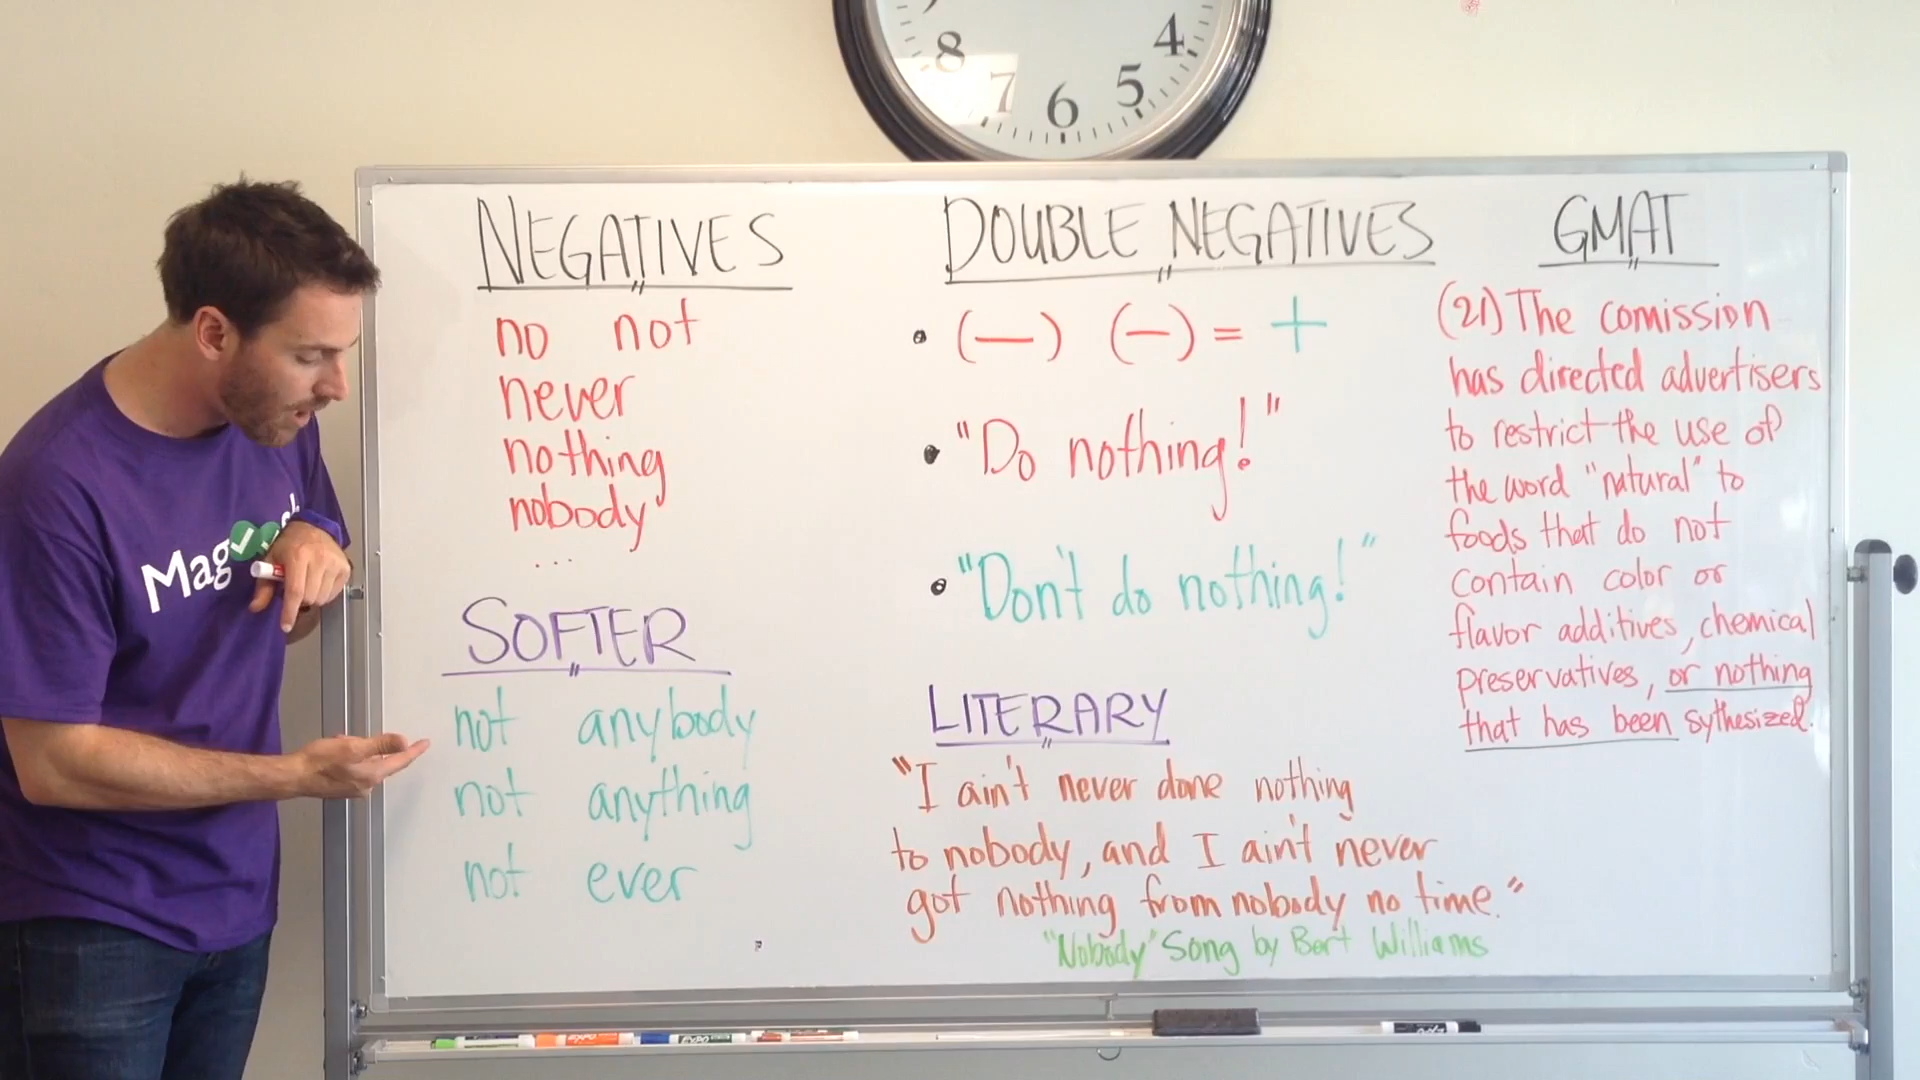 8 7 6 5 4
NEGATIVES
no not
never
nothing
nobody
...
SOFTER
not anybody
not anything
not ever
DOUBLE NEGATIVES
• (—) (—) = +
• "Do nothing!"
• "Don't do nothing!"
LITERARY
"I ain't never done nothing
to nobody, and I ain't never
got nothing from nobody no time."
"Nobody" Song by Bert Williams
GMAT
(21) The comission
has directed advertisers
to restrict the use of
the word "natural" to
foods that do not
contain color or
flavor additives, chemical
preservatives, or nothing
that has been sythesized.
Mag
EXPO
EXPO